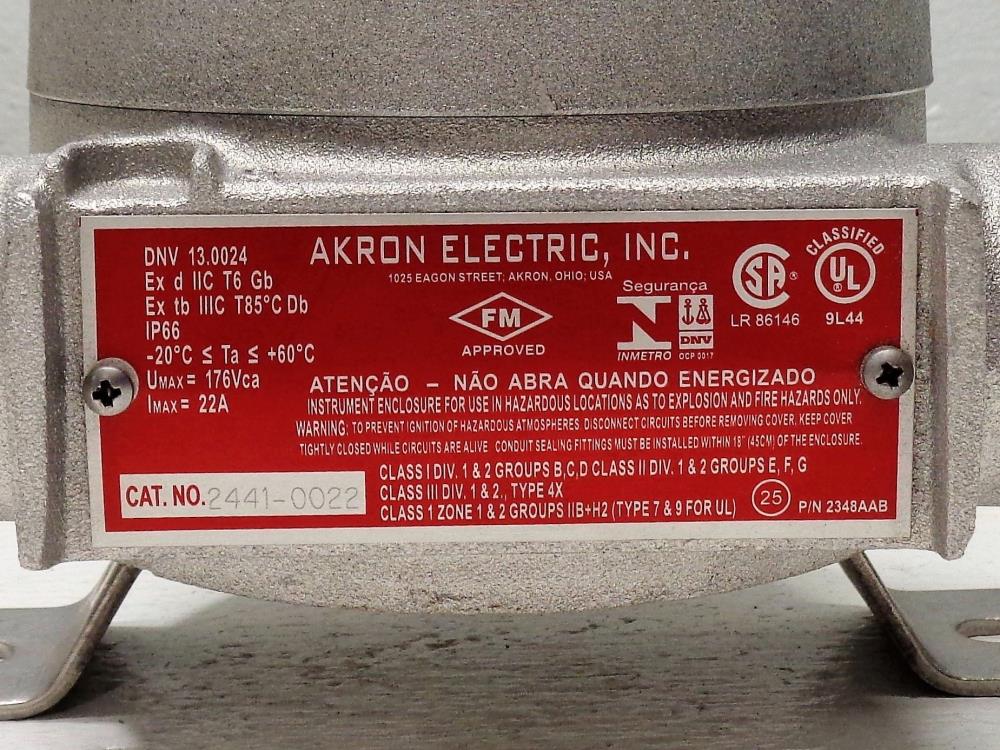 DNV 13.0024
Ex d IIC T6 Gb
Ex tb IIIC T85°C Db
IP66
-20°C ≤ Ta ≤ +60°C
UMAX = 176Vca
IMAX = 22A
AKRON ELECTRIC, INC.
1025 EAGON STREET; AKRON, OHIO; USA
FM
APPROVED
Segurança
INMETRO
DNV
OCP 0017
SA ®
LR 86146
CLASSIFIED
UL
9L44
ATENÇÃO – NÃO ABRA QUANDO ENERGIZADO
INSTRUMENT ENCLOSURE FOR USE IN HAZARDOUS LOCATIONS AS TO EXPLOSION AND FIRE HAZARDS ONLY.
WARNING: TO PREVENT IGNITION OF HAZARDOUS ATMOSPHERES DISCONNECT CIRCUITS BEFORE REMOVING COVER. KEEP COVER
TIGHTLY CLOSED WHILE CIRCUITS ARE ALIVE CONDUIT SEALING FITTINGS MUST BE INSTALLED WITHIN 18" (45CM) OF THE ENCLOSURE.
CAT. NO. 2441-0022
CLASS I DIV. 1 & 2 GROUPS B,C,D CLASS II DIV. 1 & 2 GROUPS E, F, G
CLASS III DIV. 1 & 2., TYPE 4X
CLASS 1 ZONE 1 & 2 GROUPS IIB+H2 (TYPE 7 & 9 FOR UL)
25
P/N 2348AAB